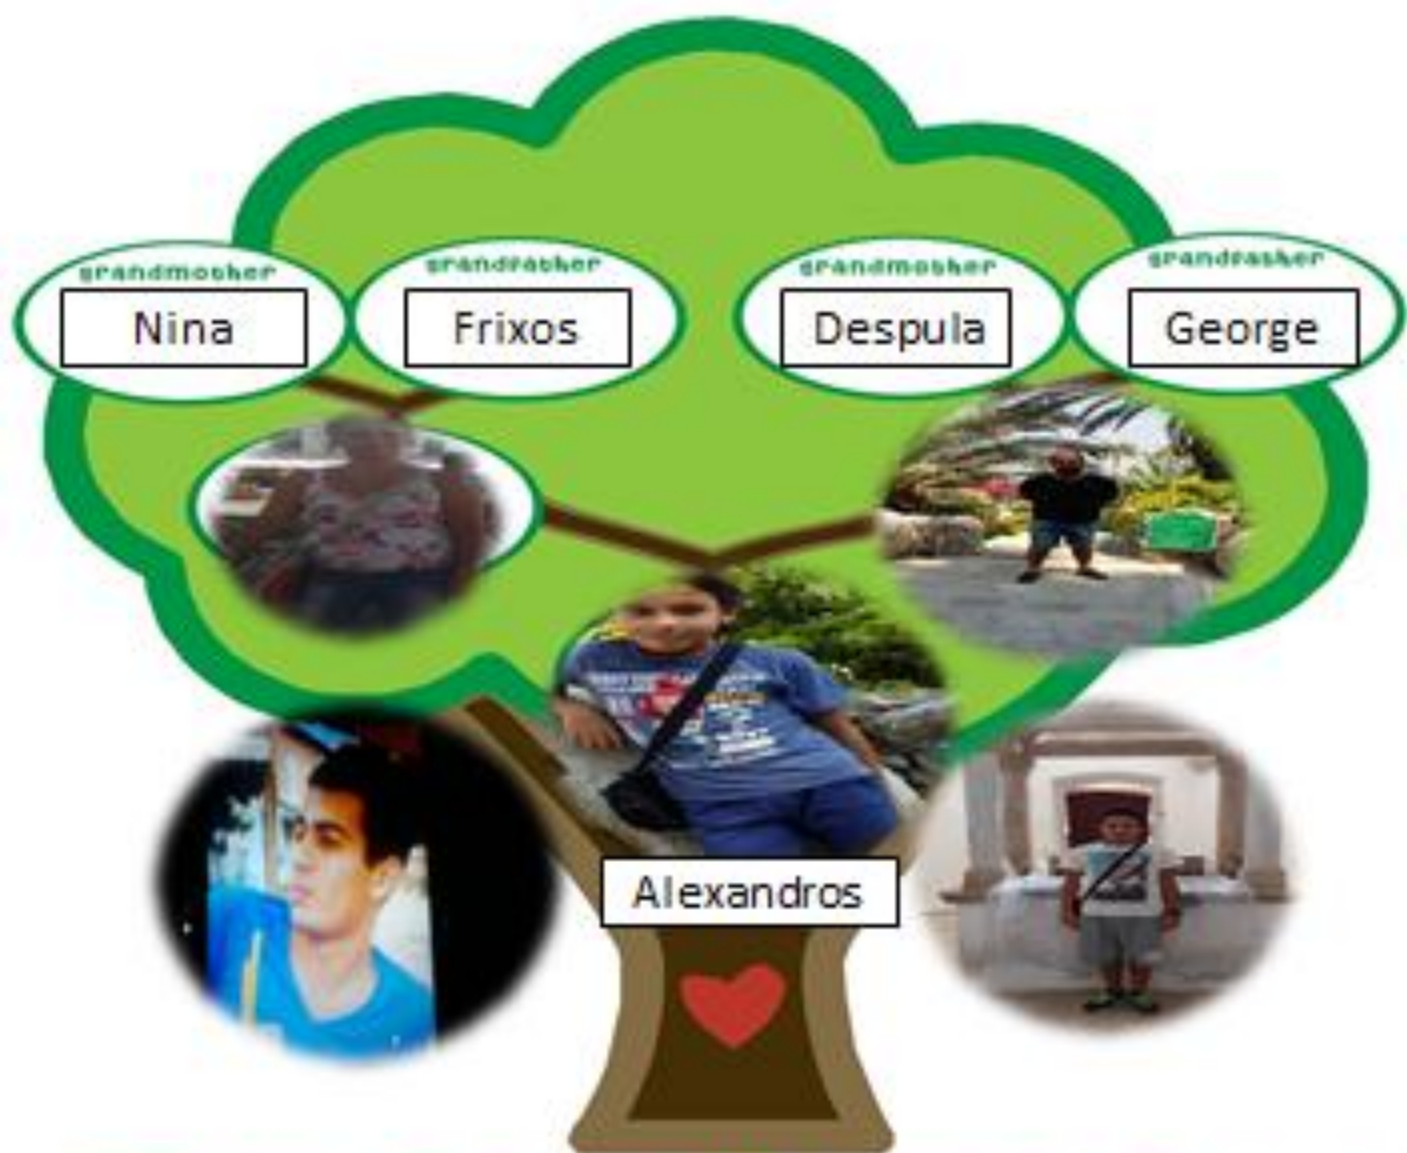 grandmother
Nina
grandfather
Frixos
grandmother
Despula
grandfather
George
Alexandros